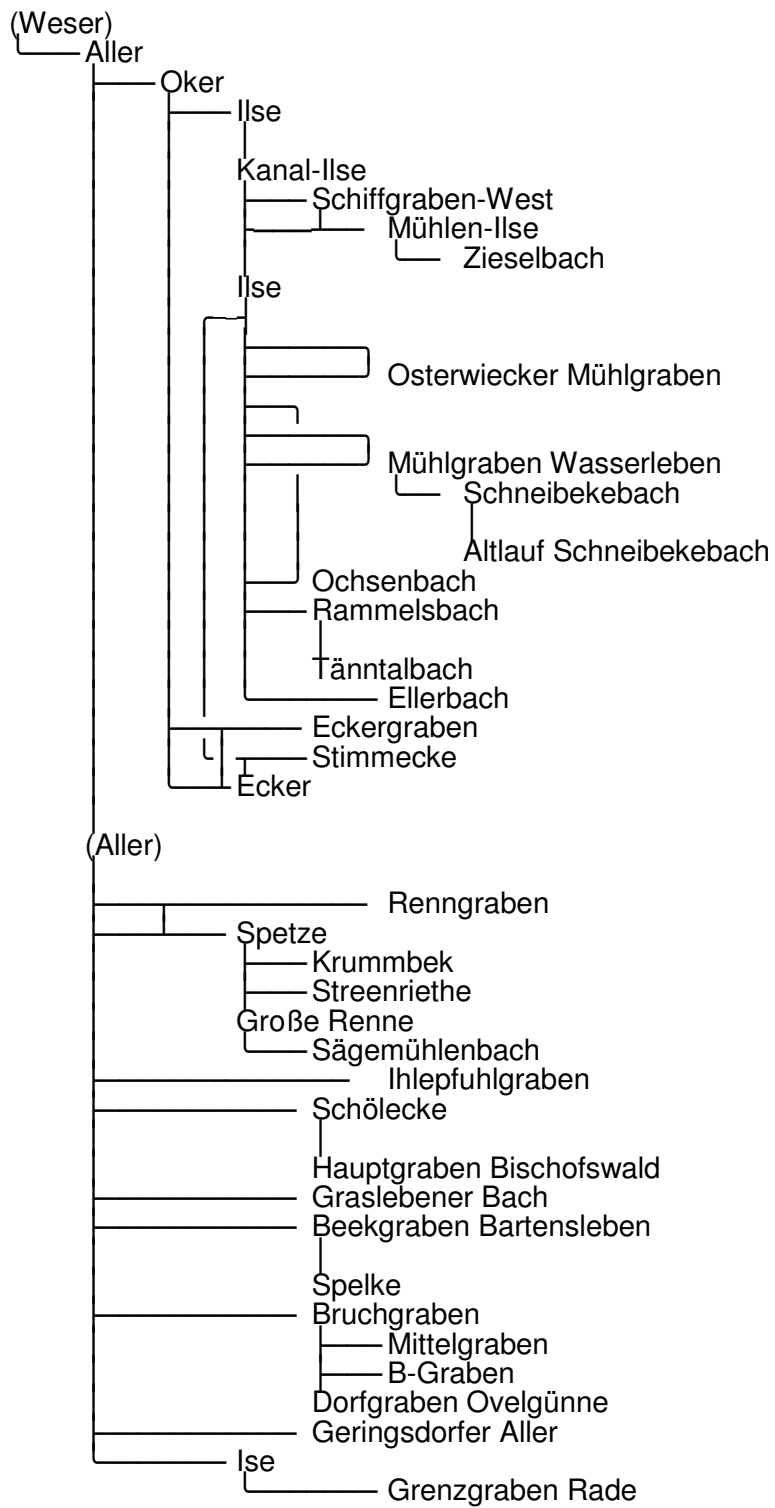 (Weser)
Aller
Oker
Ilse
Kanal-Ilse
Schiffgraben-West
Mühlen-Ilse
Zieselbach
Ilse
Osterwiecker Mühlgraben
Mühlgraben Wasserleben
Schneibekebach
Altlauf Schneibekebach
Ochsenbach
Rammelsbach
Tänntalbach
Ellerbach
Eckergraben
Stimmecke
Ecker
(Aller)
Renngraben
Spetze
Krummbek
Streenriethe
Große Renne
Sägemühlenbach
Ihlepfuhlgraben
Schölecke
Hauptgraben Bischofswald
Graslebener Bach
Beekgraben Bartensleben
Spelke
Bruchgraben
Mittelgraben
B-Graben
Dorfgraben Ovelgünne
Geringsdorfer Aller
Ise
Grenzgraben Rade